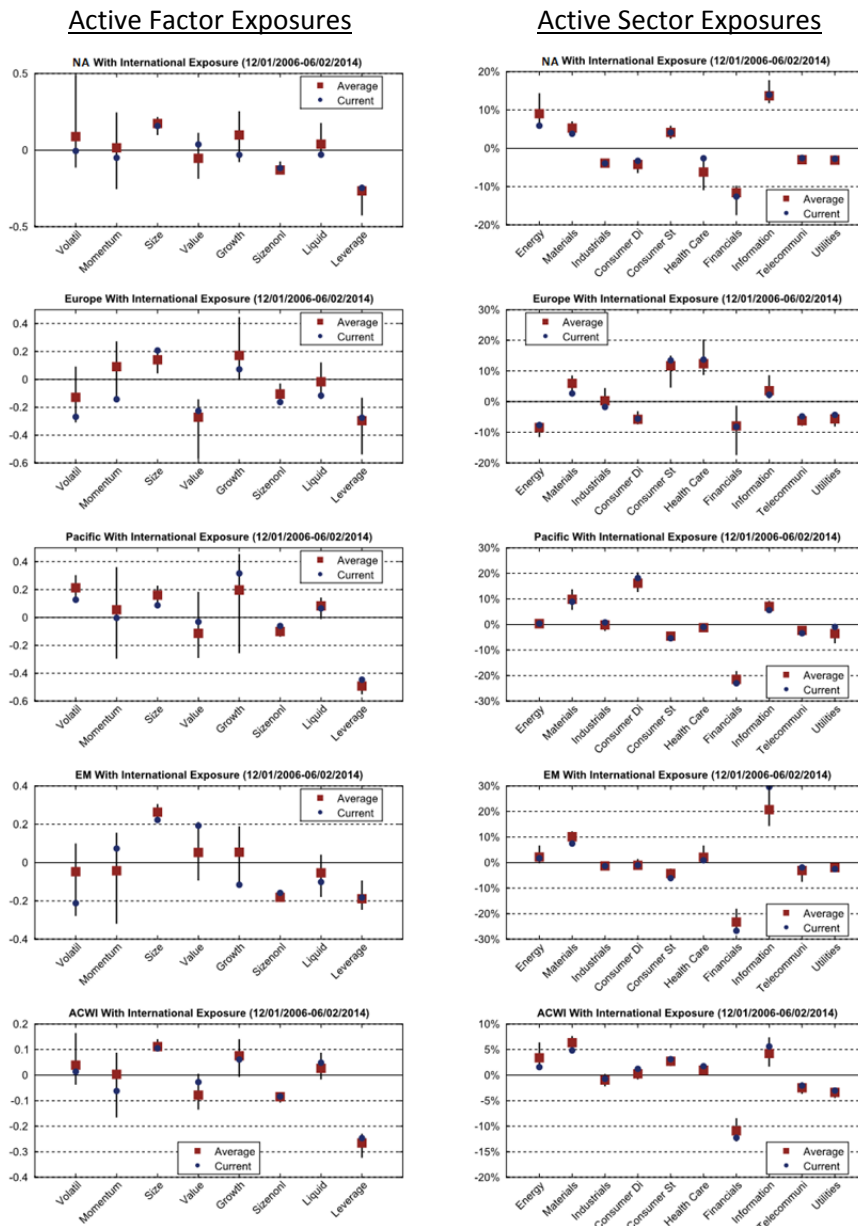 Active Factor Exposures
Active Sector Exposures
NA With International Exposure (12/01/2006-06/02/2014)
0.5
0
-0.5
Average
Current
Volatil
Momentum
Size
Value
Growth
Sizenonl
Liquid
Leverage
NA With International Exposure (12/01/2006-06/02/2014)
20%
10%
0%
-10%
-20%
Average
Current
Energy
Materials
Industrials
Consumer Di
Consumer St
Health Care
Financials
Information
Telecommuni
Utilities
Europe With International Exposure (12/01/2006-06/02/2014)
0.4
0.2
0
-0.2
-0.4
-0.6
Average
Current
Volatil
Momentum
Size
Value
Growth
Sizenonl
Liquid
Leverage
Europe With International Exposure (12/01/2006-06/02/2014)
30%
20%
10%
0%
-10%
-20%
Average
Current
Energy
Materials
Industrials
Consumer Di
Consumer St
Health Care
Financials
Information
Telecommuni
Utilities
Pacific With International Exposure (12/01/2006-06/02/2014)
0.4
0.2
0
-0.2
-0.4
-0.6
Average
Current
Volatil
Momentum
Size
Value
Growth
Sizenonl
Liquid
Leverage
Pacific With International Exposure (12/01/2006-06/02/2014)
30%
20%
10%
0%
-10%
-20%
-30%
Average
Current
Energy
Materials
Industrials
Consumer Di
Consumer St
Health Care
Financials
Information
Telecommuni
Utilities
EM With International Exposure (12/01/2006-06/02/2014)
0.4
0.2
0
-0.2
-0.4
Average
Current
Volatil
Momentum
Size
Value
Growth
Sizenonl
Liquid
Leverage
EM With International Exposure (12/01/2006-06/02/2014)
30%
20%
10%
0%
-10%
-20%
-30%
Average
Current
Energy
Materials
Industrials
Consumer Di
Consumer St
Health Care
Financials
Information
Telecommuni
Utilities
ACWI With International Exposure (12/01/2006-06/02/2014)
0.2
0.1
0
-0.1
-0.2
-0.3
-0.4
Average
Current
Volatil
Momentum
Size
Value
Growth
Sizenonl
Liquid
Leverage
ACWI With International Exposure (12/01/2006-06/02/2014)
10%
5%
0%
-5%
-10%
-15%
-20%
Average
Current
Energy
Materials
Industrials
Consumer Di
Consumer St
Health Care
Financials
Information
Telecommuni
Utilities